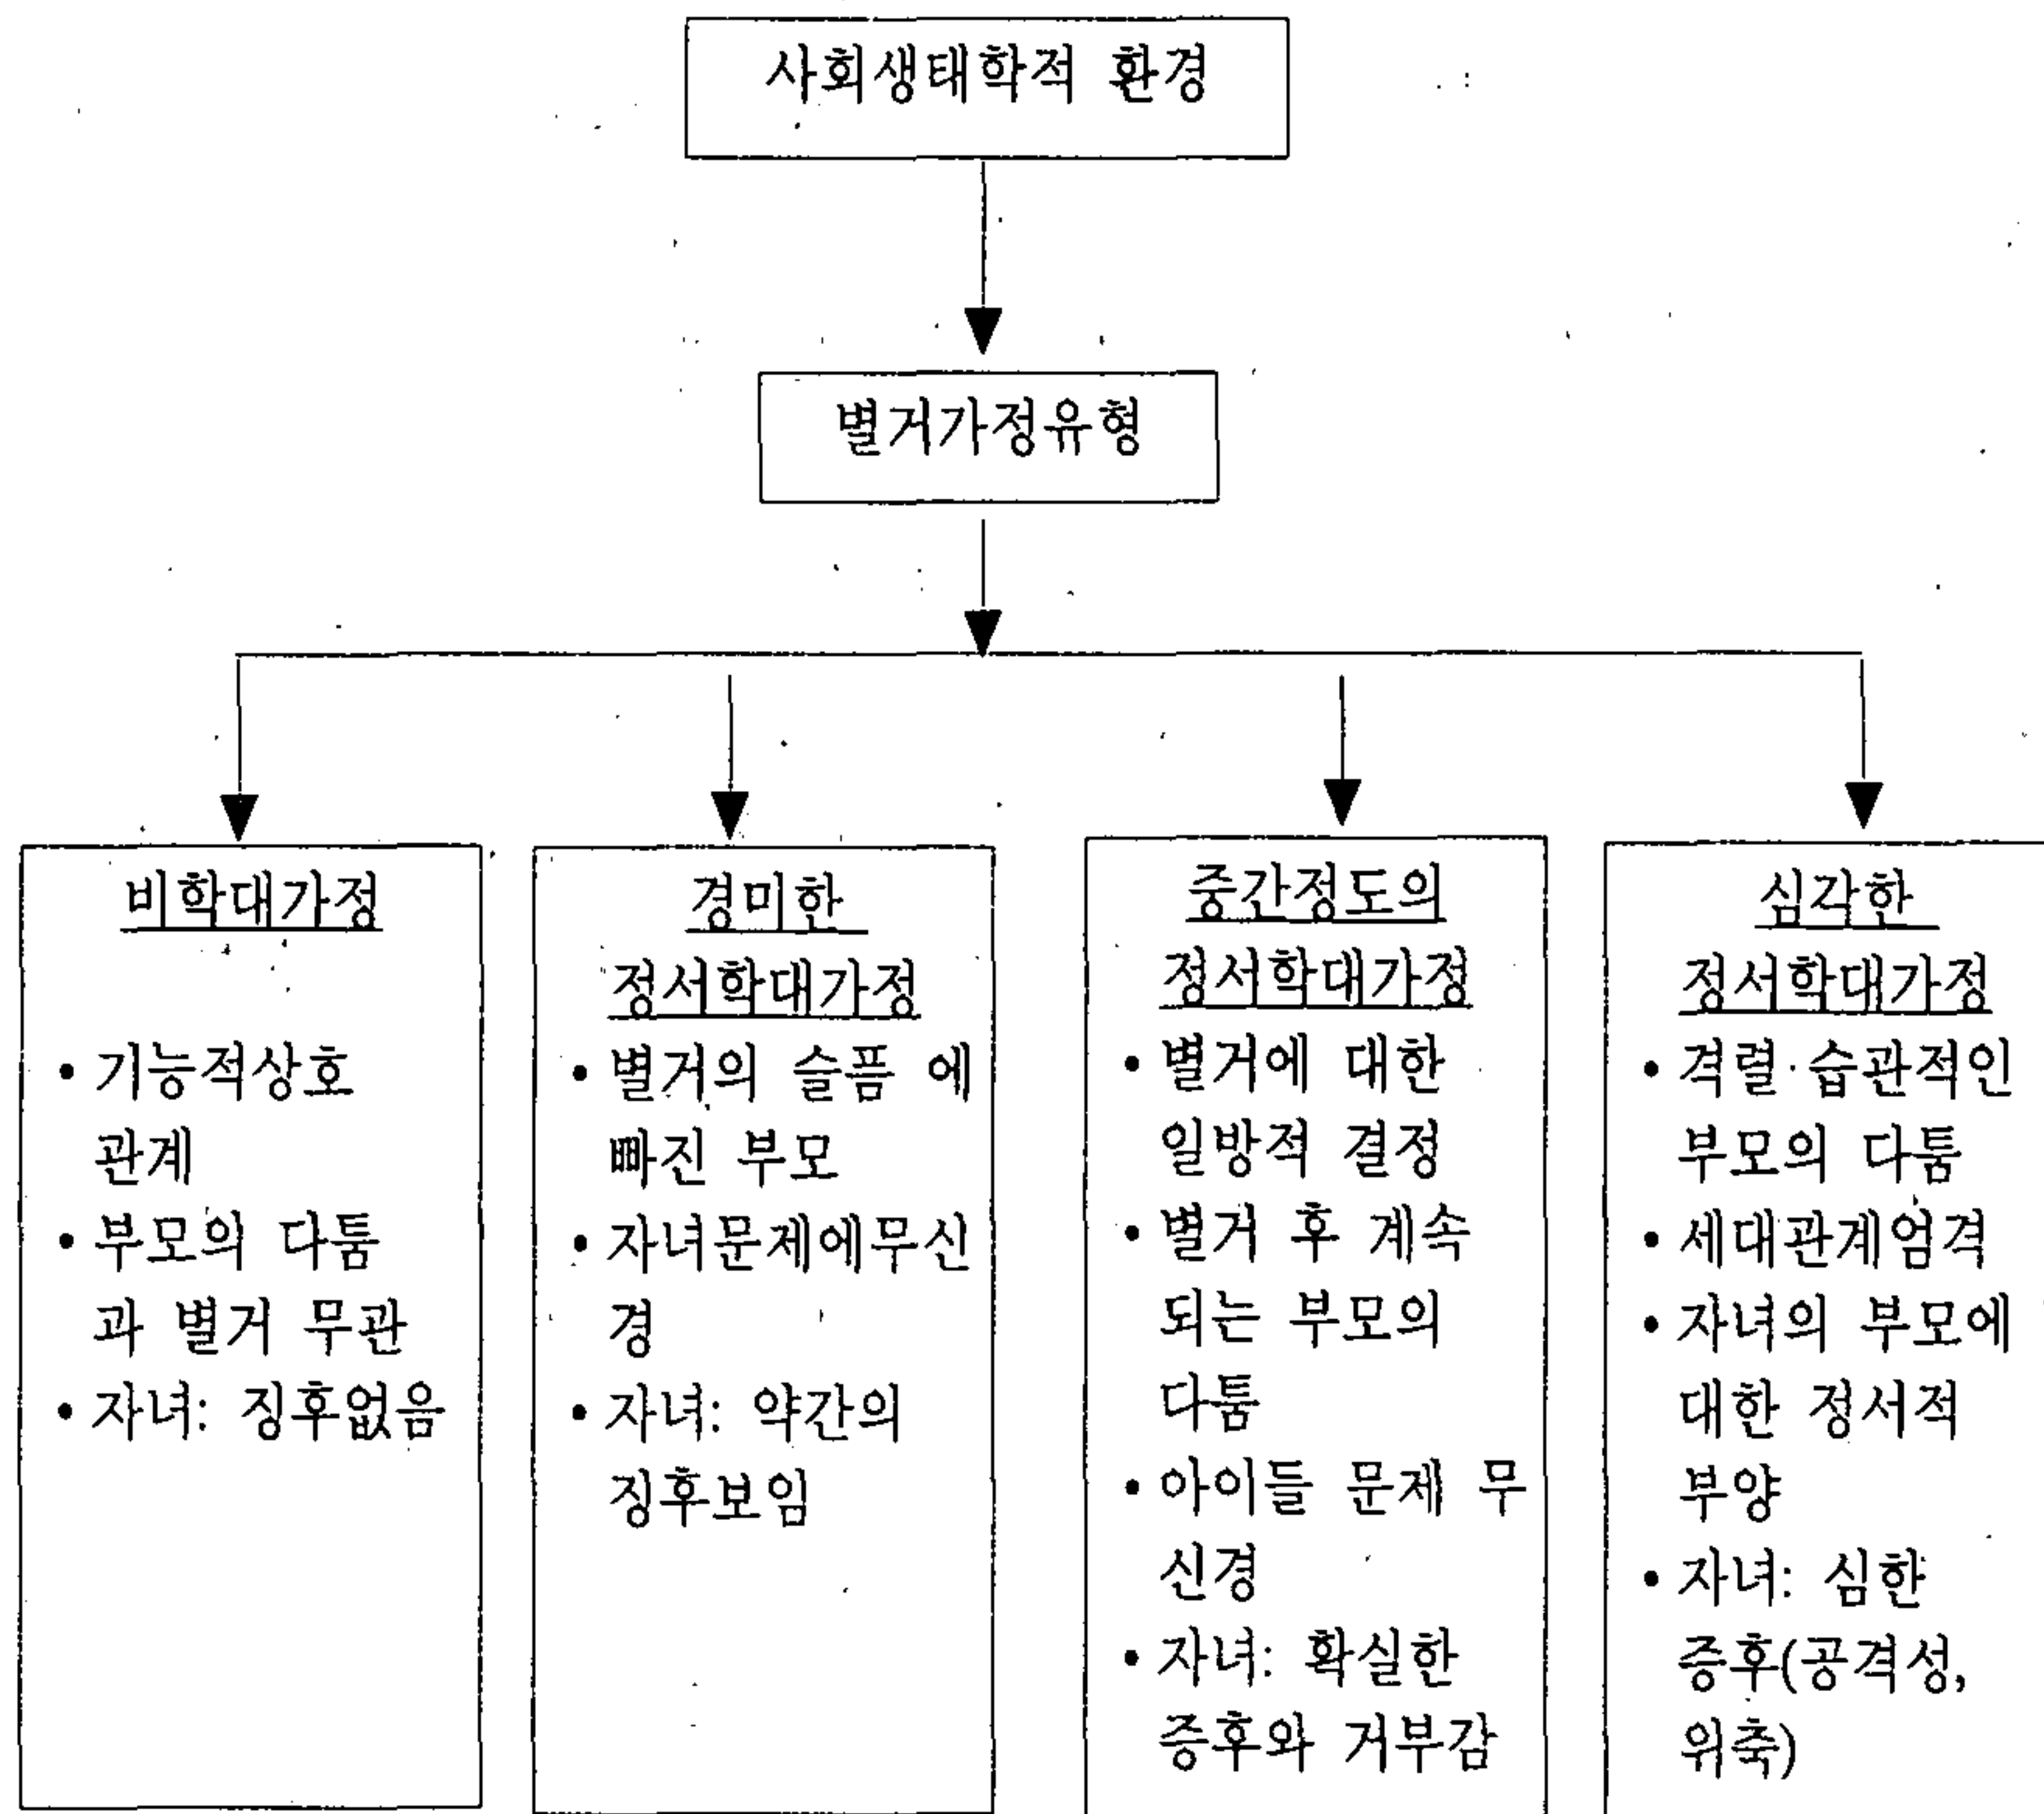 사회생태학적 환경
별거가정유형
비학대가정
• 기능적상호
관계
• 부모의 다툼
과 별거 무관
• 자녀: 징후없음
경미한
정서학대가정
• 별거의 슬픔 에
빠진 부모
• 자녀문제에무신
경
• 자녀: 약간의
징후보임
중간정도의
정서학대가정
• 별거에 대한
일방적 결정
• 별거 후 계속
되는 부모의
다툼
• 아이들 문제 무
신경
• 자녀: 확실한
증후와 거부감
심각한
정서학대가정
• 격렬·습관적인
부모의 다툼
• 세대관계엄격
• 자녀의 부모에
대한 정서적
부양
• 자녀: 심한
증후(공격성,
위축)